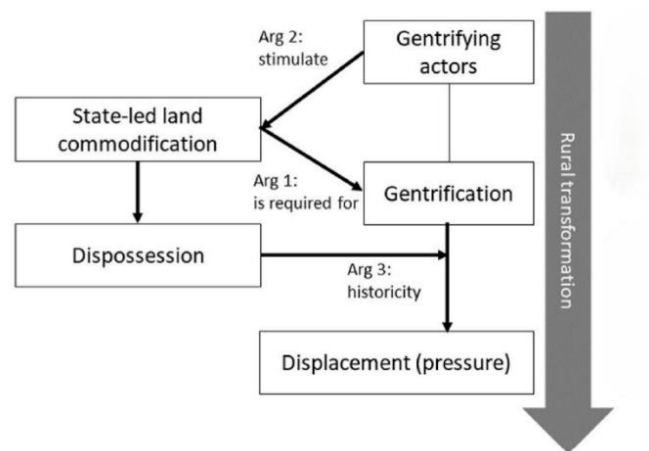 Arg 2:
stimulate
Gentrifying
actors
State-led land
commodification
Arg 1:
is required for
Gentrification
Dispossession
Arg 3:
historicity
Displacement (pressure)
Rural transformation